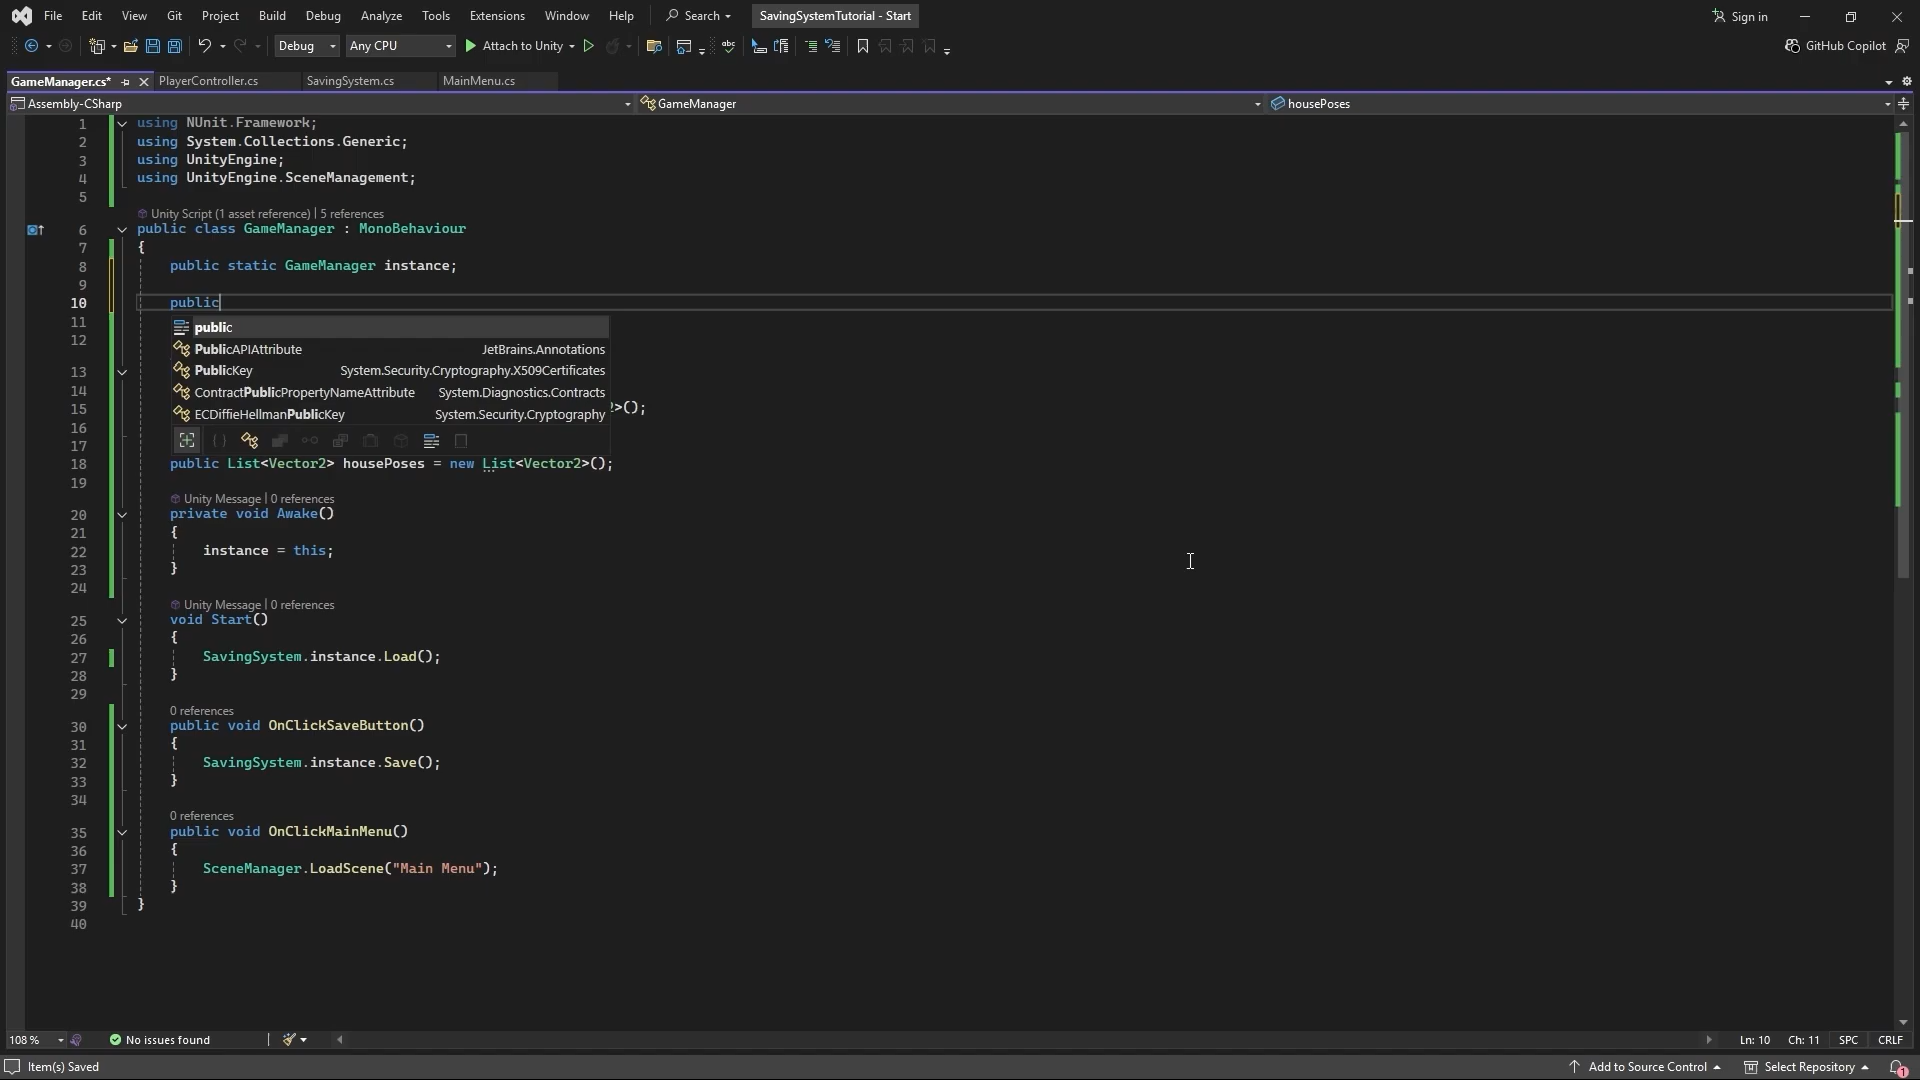 File Edit View Git Project Build Debug Analyze Tools Extensions Window Help Search SavingSystemTutorial - Start Sign in
Debug Any CPU Attach to Unity GitHub Copilot
GameManager.cs* PlayerController.cs SavingSystem.cs MainMenu.cs
Assembly-CSharp GameManager housePoses
1 using NUnit.Framework;
2 using System.Collections.Generic;
3 using UnityEngine;
4 using UnityEngine.SceneManagement;
5
Unity Script (1 asset reference) | 5 references
6 public class GameManager : MonoBehaviour
7 {
8 public static GameManager instance;
9
10 public
11 public
12 PublicAPIAttribute JetBrains.Annotations
13 PublicKey System.Security.Cryptography.X509Certificates
14 ContractPublicPropertyNameAttribute System.Diagnostics.Contracts
15 ECDiffieHellmanPublicKey System.Security.Cryptography >();
16
17
18 public List<Vector2> housePoses = new List<Vector2>();
19
Unity Message | 0 references
20 private void Awake()
21 {
22 instance = this;
23 }
24
Unity Message | 0 references
25 void Start()
26 {
27 SavingSystem.instance.Load();
28 }
29
0 references
30 public void OnClickSaveButton()
31 {
32 SavingSystem.instance.Save();
33 }
34
0 references
35 public void OnClickMainMenu()
36 {
37 SceneManager.LoadScene("Main Menu");
38 }
39 }
40
108 % No issues found Ln: 10 Ch: 11 SPC CRLF
Item(s) Saved Add to Source Control Select Repository 1